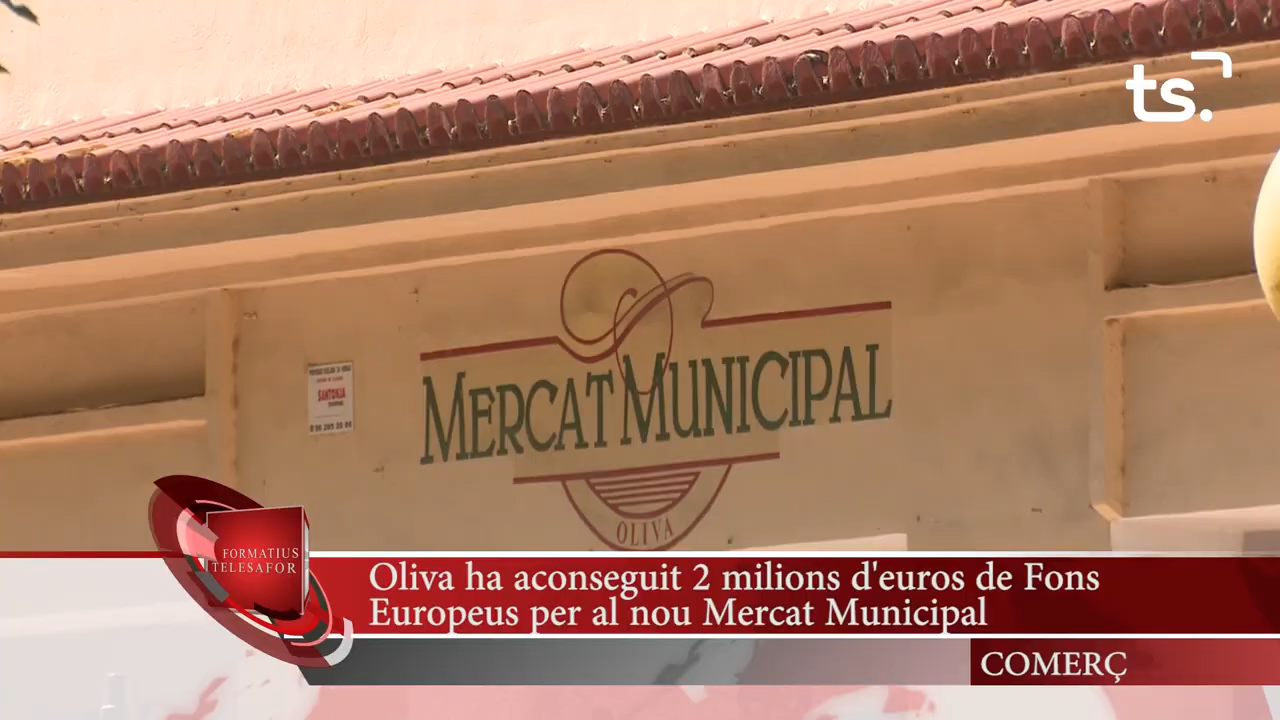 ts.
MERCAT MUNICIPAL
SANTONJA
OLIVA
FORMATIUS
TELESAFOR
Oliva ha aconseguit 2 milions d'euros de Fons
Europeus per al nou Mercat Municipal
COMERÇ